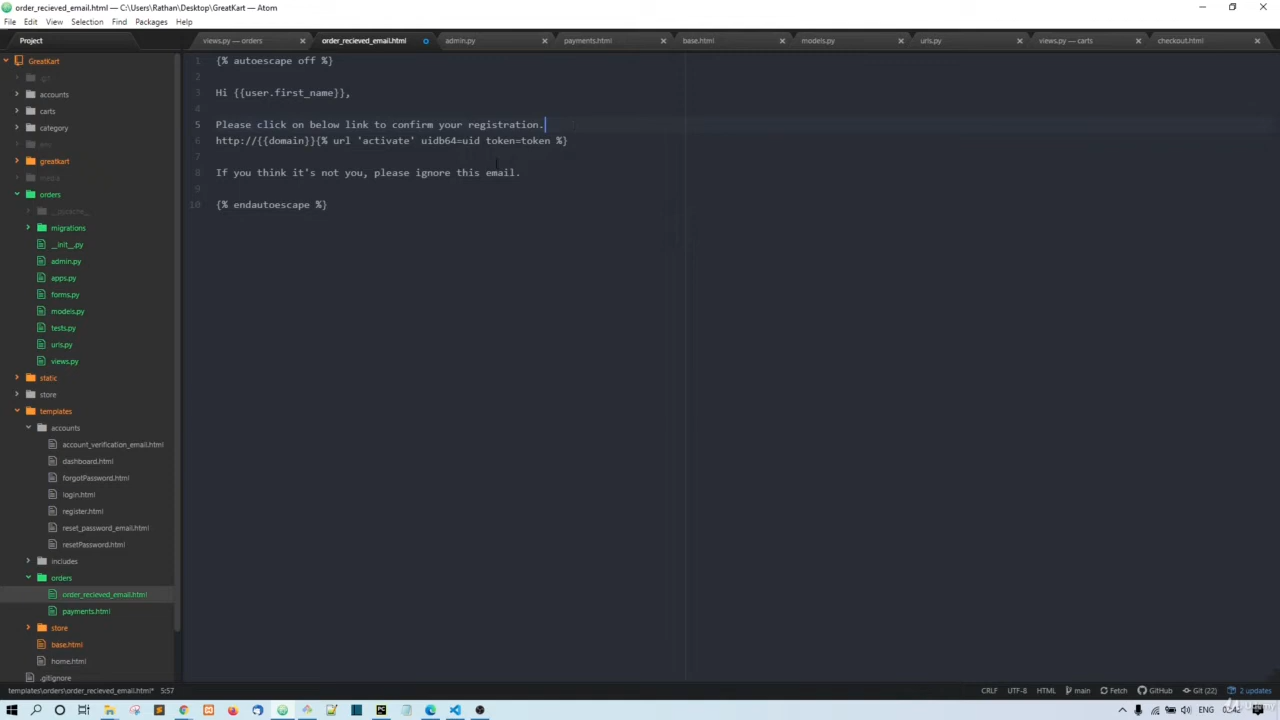 order_recieved_email.html — C:\Users\Rathan\Desktop\GreatKart — Atom
File Edit View Selection Find Packages Help
Project
views.py — orders
order_recieved_email.html
admin.py
payments.html
base.html
models.py
urls.py
views.py — carts
checkout.html
GreatKart
.git
accounts
carts
category
env
greatkart
media
orders
__pycache__
migrations
__init__.py
admin.py
apps.py
forms.py
models.py
tests.py
urls.py
views.py
static
store
templates
accounts
account_verification_email.html
dashboard.html
forgotPassword.html
login.html
register.html
reset_password_email.html
resetPassword.html
includes
orders
order_recieved_email.html
payments.html
store
base.html
home.html
.gitignore
1 {% autoescape off %}
2
3 Hi {{user.first_name}},
4
5 Please click on below link to confirm your registration.
6 http://{{domain}}{% url 'activate' uidb64=uid token=token %}
7
8 If you think it's not you, please ignore this email.
9
10 {% endautoescape %}
templates\orders\order_recieved_email.html* 5:57
CRLF UTF-8 HTML main Fetch GitHub Git (22) 2 updates
ENG